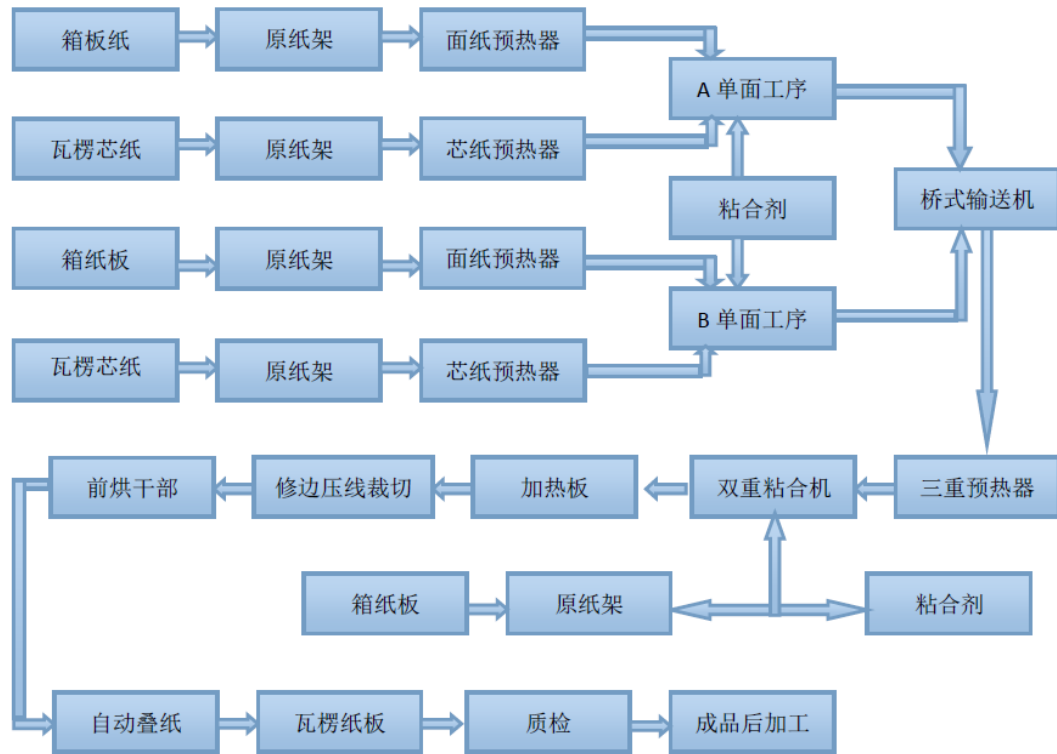 箱板纸
原纸架
面纸预热器
A 单面工序
瓦楞芯纸
原纸架
芯纸预热器
粘合剂
桥式输送机
箱纸板
原纸架
面纸预热器
B 单面工序
瓦楞芯纸
原纸架
芯纸预热器
前烘干部
修边压线裁切
加热板
双重粘合机
三重预热器
箱纸板
原纸架
粘合剂
自动叠纸
瓦楞纸板
质检
成品后加工